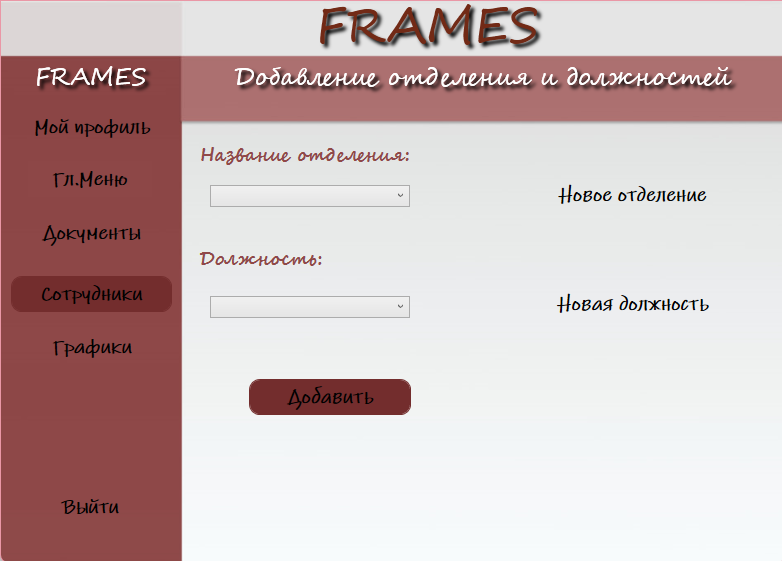 FRAMES
FRAMES
Добавление отделения и должностей
Мой профиль
Гл.Меню
Документы
Сотрудники
Графики
Выйти
Название отделения:
Новое отделение
Должность:
Новая должность
Добавить